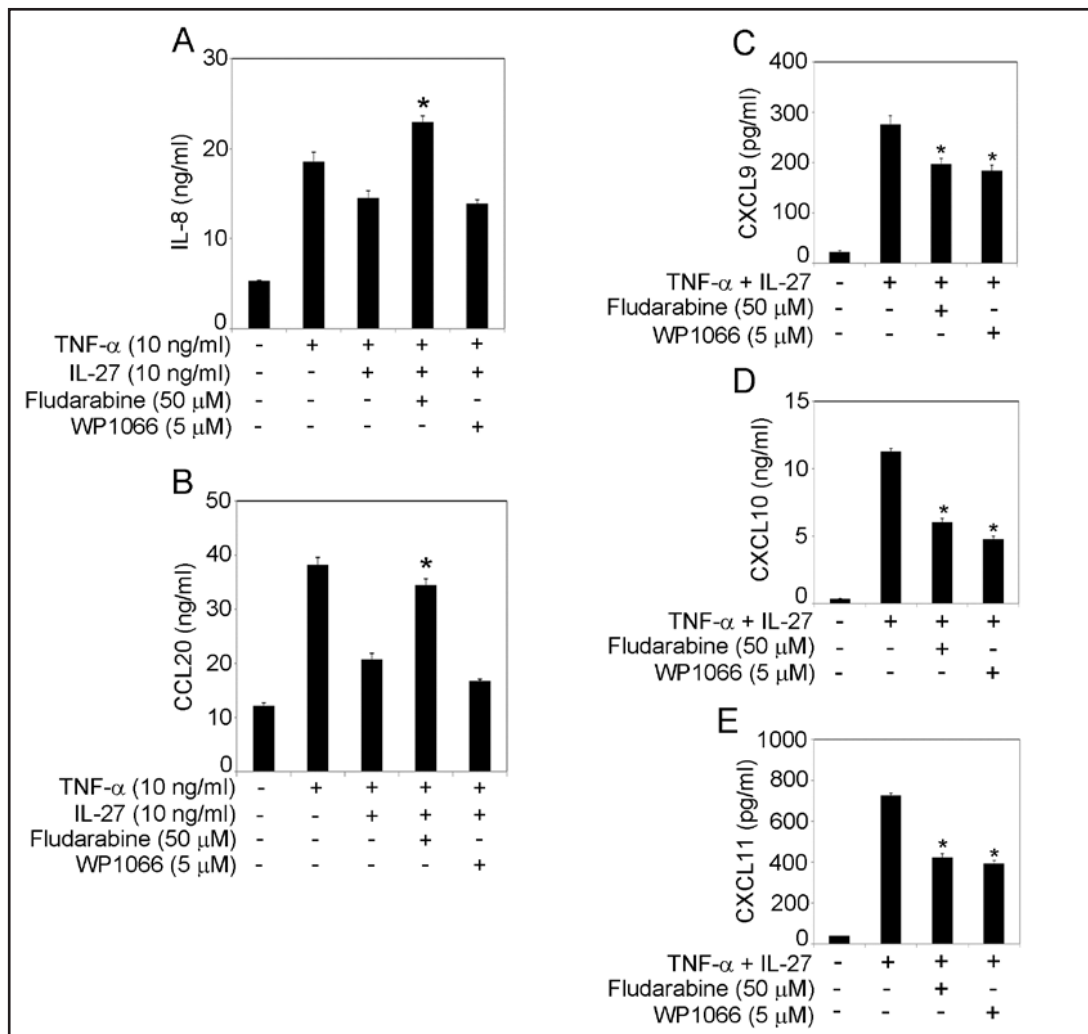 A
30
20
10
0
IL-8 (ng/ml)
*
TNF-α (10 ng/ml) - + + + +
IL-27 (10 ng/ml) - - + + +
Fludarabine (50 μM) - - - + -
WP1066 (5 μM) - - - - +
B
50
40
30
20
10
0
CCL20 (ng/ml)
*
TNF-α (10 ng/ml) - + + + +
IL-27 (10 ng/ml) - - + + +
Fludarabine (50 μM) - - - + -
WP1066 (5 μM) - - - - +
C
400
300
200
100
0
CXCL9 (pg/ml)
* *
TNF-α + IL-27 - + + +
Fludarabine (50 μM) - - + -
WP1066 (5 μM) - - - +
D
15
10
5
0
CXCL10 (ng/ml)
* *
TNF-α + IL-27 - + + +
Fludarabine (50 μM) - - + -
WP1066 (5 μM) - - - +
E
1000
800
600
400
200
0
CXCL11 (pg/ml)
* *
TNF-α + IL-27 - + + +
Fludarabine (50 μM) - - + -
WP1066 (5 μM) - - - +